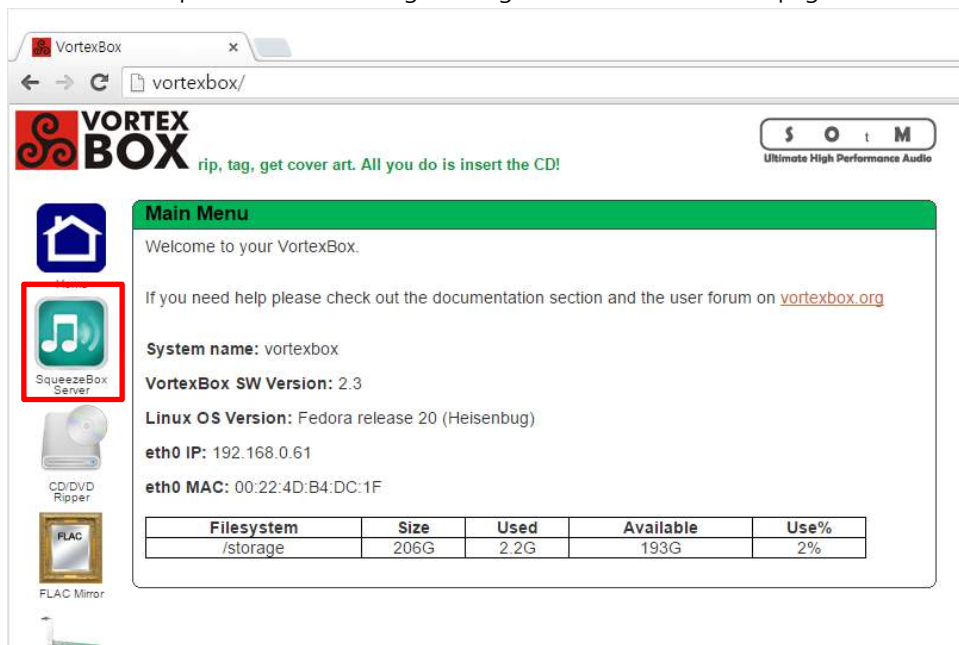 VortexBox
vortexbox/
VORTEX
BOX rip, tag, get cover art. All you do is insert the CD!
S O t M
Ultimate High Performance Audio
Main Menu
Welcome to your VortexBox.
Home
If you need help please check out the documentation section and the user forum on vortexbox.org
System name: vortexbox
SqueezeBox
Server
VortexBox SW Version: 2.3
Linux OS Version: Fedora release 20 (Heisenbug)
eth0 IP: 192.168.0.61
CD/DVD
Ripper
eth0 MAC: 00:22:4D:B4:DC:1F
Filesystem Size Used Available Use%
/storage 206G 2.2G 193G 2%
FLAC
FLAC Mirror